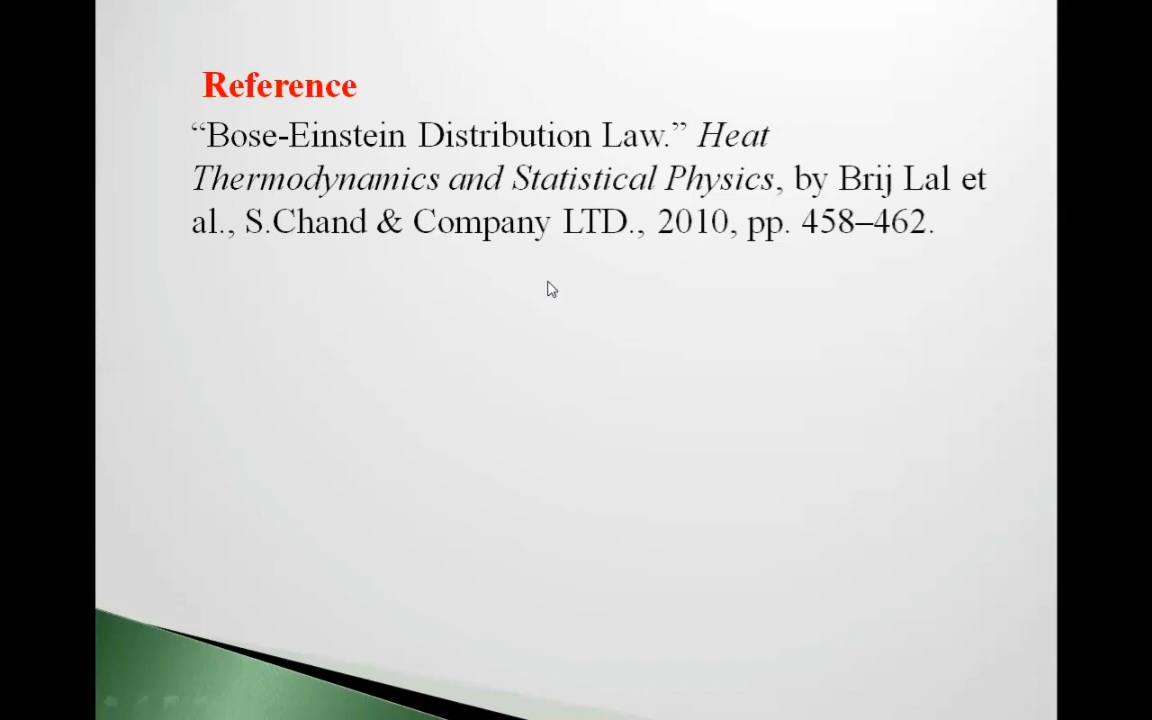 Reference
“Bose-Einstein Distribution Law.” Heat
Thermodynamics and Statistical Physics, by Brij Lal et
al., S.Chand & Company LTD., 2010, pp. 458–462.